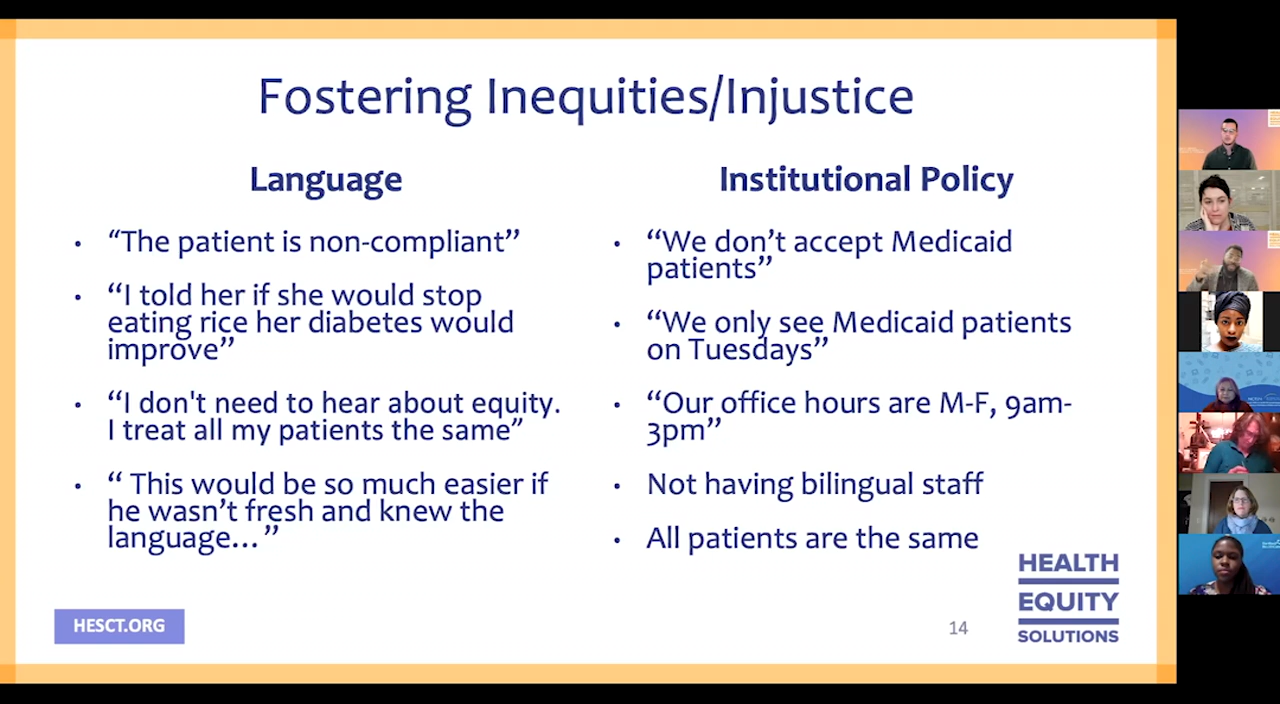 Fostering Inequities/Injustice
Language
“The patient is non-compliant”
“I told her if she would stop
eating rice her diabetes would
improve”
“I don't need to hear about equity.
I treat all my patients the same”
“ This would be so much easier if
he wasn’t fresh and knew the
language…”
Institutional Policy
“We don’t accept Medicaid
patients”
“We only see Medicaid patients
on Tuesdays”
“Our office hours are M-F, 9am-
3pm”
Not having bilingual staff
All patients are the same
HESCT.ORG
14
HEALTH
EQUITY
SOLUTIONS